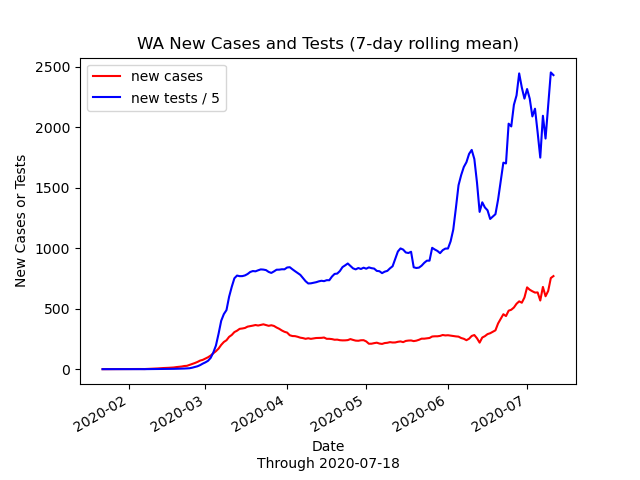 WA New Cases and Tests (7-day rolling mean)
new cases
new tests / 5
2500
2000
1500
1000
500
0
New Cases or Tests
2020-02
2020-03
2020-04
2020-05
2020-06
2020-07
Date
Through 2020-07-18